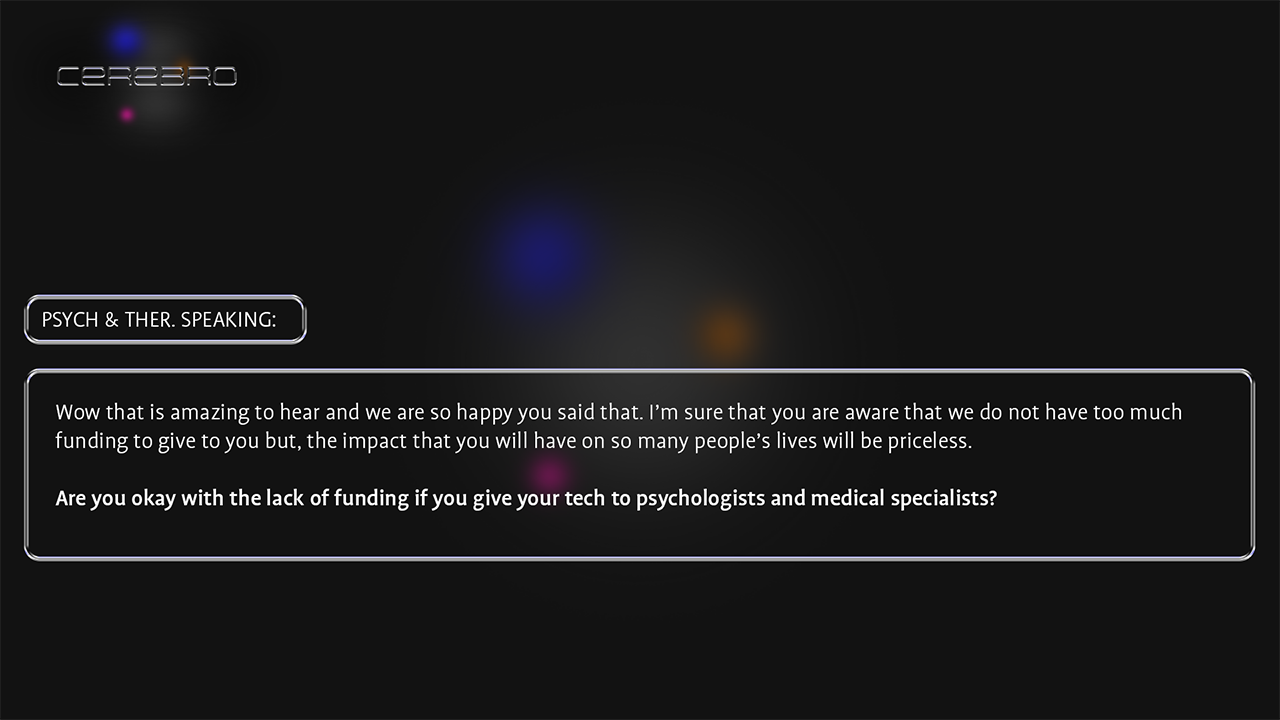 CEREBRO
PSYCH & THER. SPEAKING:
Wow that is amazing to hear and we are so happy you said that. I’m sure that you are aware that we do not have too much
funding to give to you but, the impact that you will have on so many people’s lives will be priceless.
Are you okay with the lack of funding if you give your tech to psychologists and medical specialists?